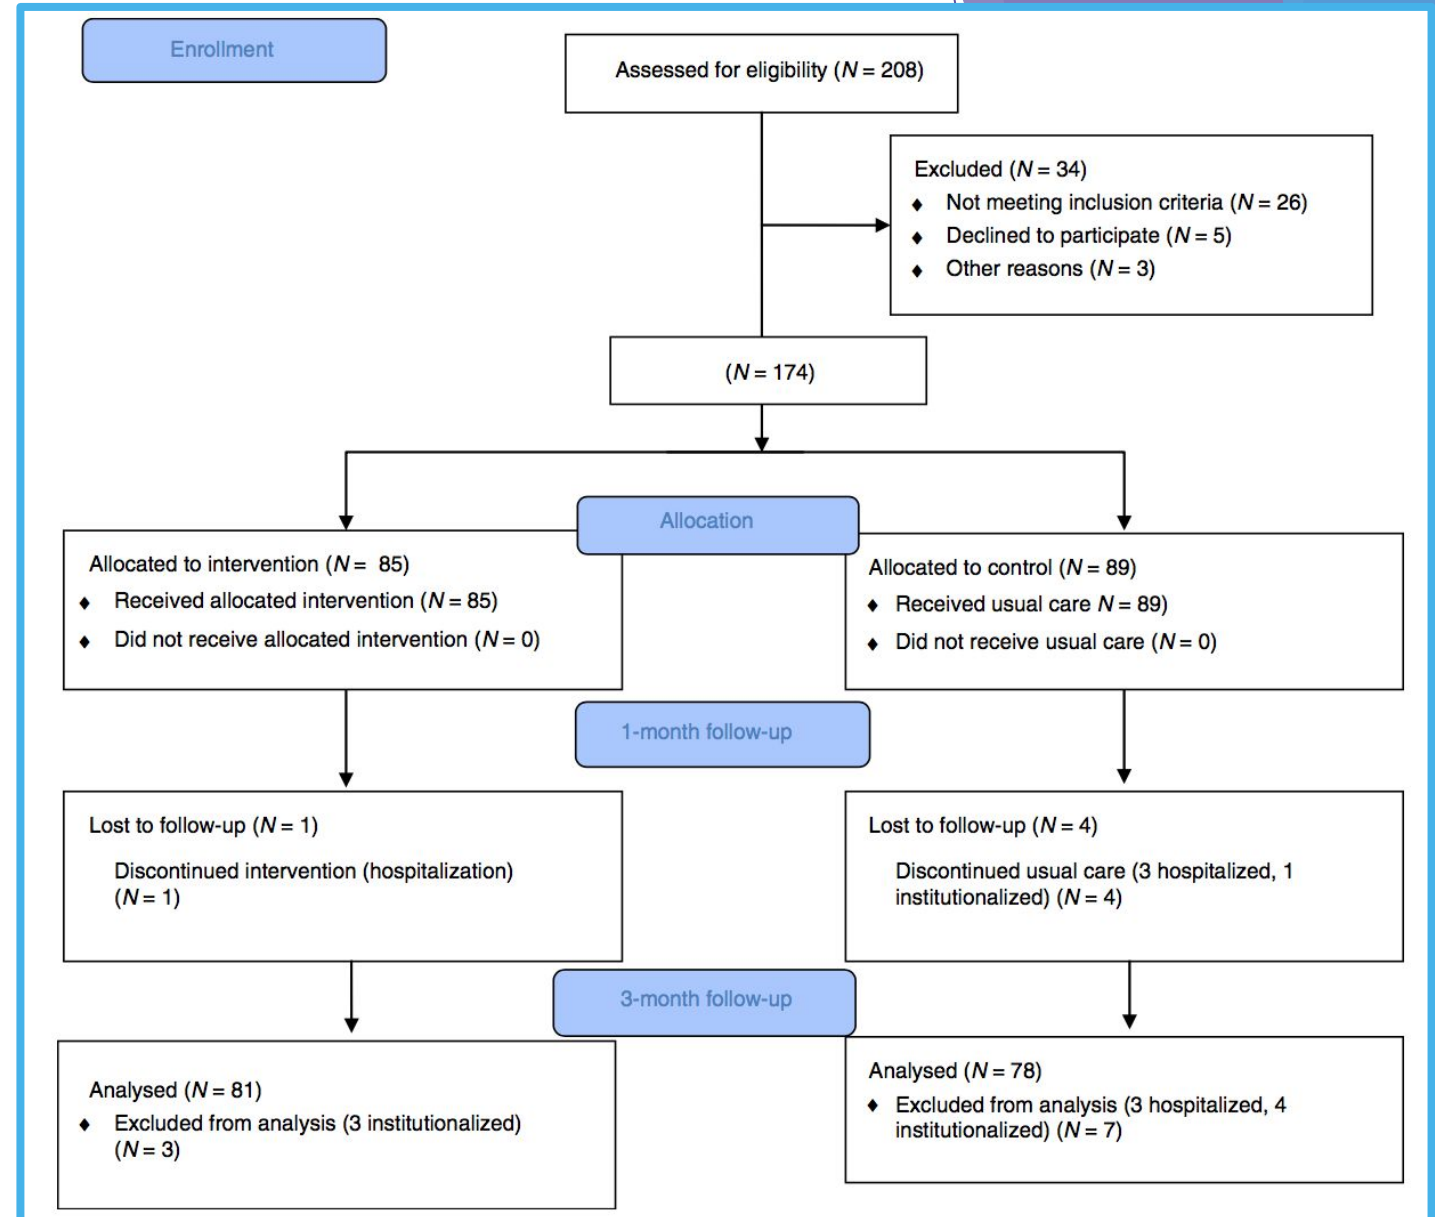 Enrollment
Assessed for eligibility (N = 208)
Excluded (N = 34)
♦ Not meeting inclusion criteria (N = 26)
♦ Declined to participate (N = 5)
♦ Other reasons (N = 3)
(N = 174)
Allocation
Allocated to intervention (N = 85)
♦ Received allocated intervention (N = 85)
♦ Did not receive allocated intervention (N = 0)
Allocated to control (N = 89)
♦ Received usual care N = 89)
♦ Did not receive usual care (N = 0)
1-month follow-up
Lost to follow-up (N = 1)
Discontinued intervention (hospitalization)
(N = 1)
Lost to follow-up (N = 4)
Discontinued usual care (3 hospitalized, 1
institutionalized) (N = 4)
3-month follow-up
Analysed (N = 81)
♦ Excluded from analysis (3 institutionalized)
(N = 3)
Analysed (N = 78)
♦ Excluded from analysis (3 hospitalized, 4
institutionalized) (N = 7)